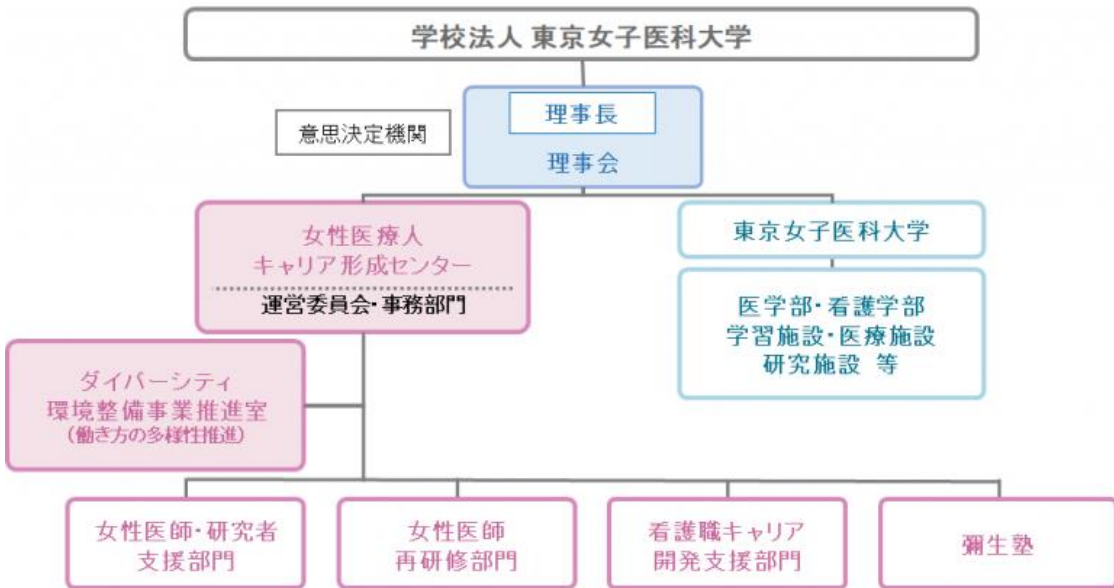 学校法人 東京女子医科大学
意思決定機関
理事長
理事会
女性医療人
キャリア形成センター
運営委員会・事務部門
東京女子医科大学
医学部・看護学部
学習施設・医療施設
研究施設 等
ダイバーシティ
環境整備事業推進室
(働き方の多様性推進)
女性医師・研究者
支援部門
女性医師
再研修部門
看護職キャリア
開発支援部門
彌生塾